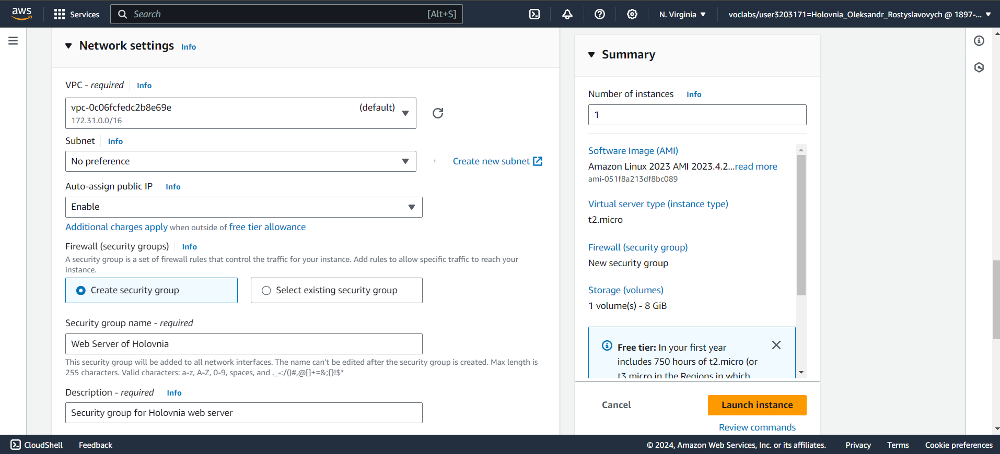 aws
Services
Search [Alt+S]
N. Virginia
voclabs/user3203171=Holovnia_Oleksandr_Rostyslavovych @ 1897-...
Network settings Info
VPC - required Info
vpc-0c06fcfedc2b8e69e (default)
172.31.0.0/16
Subnet Info
No preference
Create new subnet
Auto-assign public IP Info
Enable
Additional charges apply when outside of free tier allowance
Firewall (security groups) Info
A security group is a set of firewall rules that control the traffic for your instance. Add rules to allow specific traffic to reach your
instance.
Create security group
Select existing security group
Security group name - required
Web Server of Holovnia
This security group will be added to all network interfaces. The name can't be edited after the security group is created. Max length is
255 characters. Valid characters: a-z, A-Z, 0-9, spaces, and ._-:/()#,@[]+=&;{}!$*
Description - required Info
Security group for Holovnia web server
Summary
Number of instances Info
1
Software Image (AMI)
Amazon Linux 2023 AMI 2023.4.2...read more
ami-051f8a213df8bc089
Virtual server type (instance type)
t2.micro
Firewall (security group)
New security group
Storage (volumes)
1 volume(s) - 8 GiB
Free tier: In your first year
includes 750 hours of t2.micro (or
t3.micro in the Regions in which
Cancel
Launch instance
Review commands
CloudShell
Feedback
© 2024, Amazon Web Services, Inc. or its affiliates.
Privacy
Terms
Cookie preferences